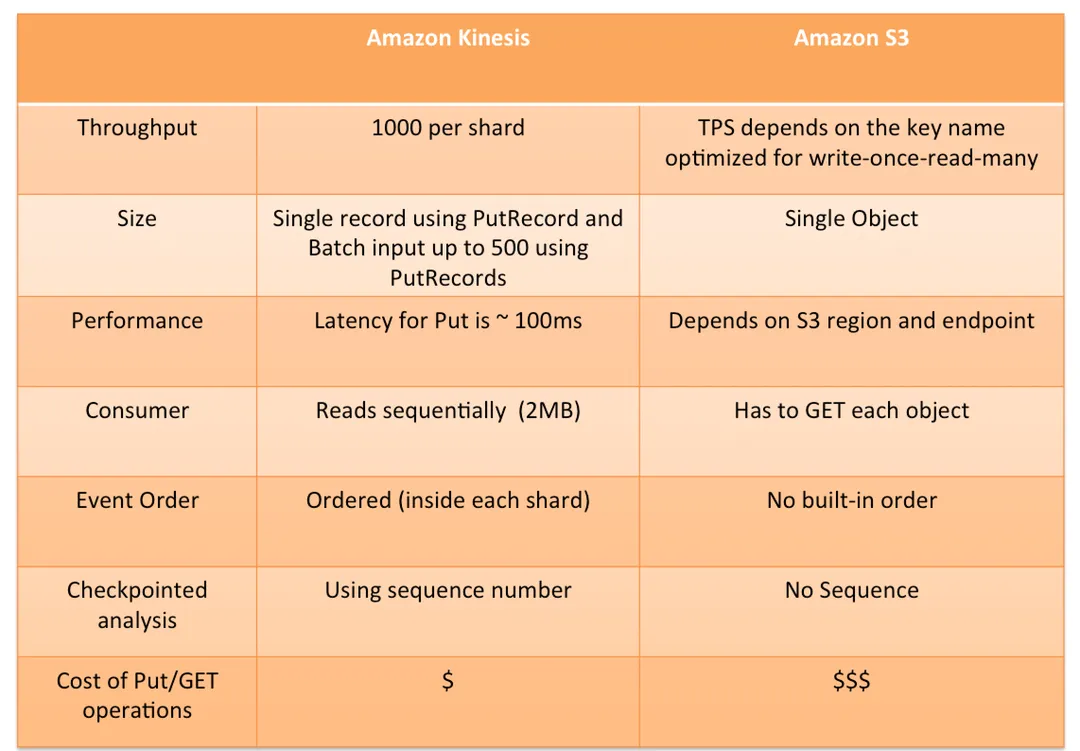 Amazon Kinesis
Amazon S3
Throughput
1000 per shard
TPS depends on the key name
optimized for write-once-read-many
Size
Single record using PutRecord and
Batch input up to 500 using
PutRecords
Single Object
Performance
Latency for Put is ~ 100ms
Depends on S3 region and endpoint
Consumer
Reads sequentially  (2MB)
Has to GET each object
Event Order
Ordered (inside each shard)
No built-in order
Checkpointed
analysis
Using sequence number
No Sequence
Cost of Put/GET
operations
$
$$$